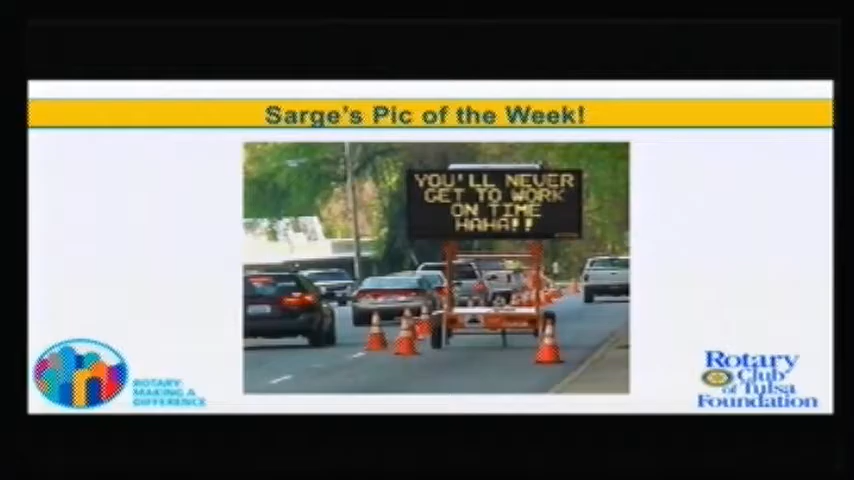 Sarge's Pic of the Week!
YOU'LL NEVER
GET TO WORK
ON TIME
HAHA!!
ROTARY
MAKING A
DIFFERENCE
Rotary
Club
of Tulsa
Foundation